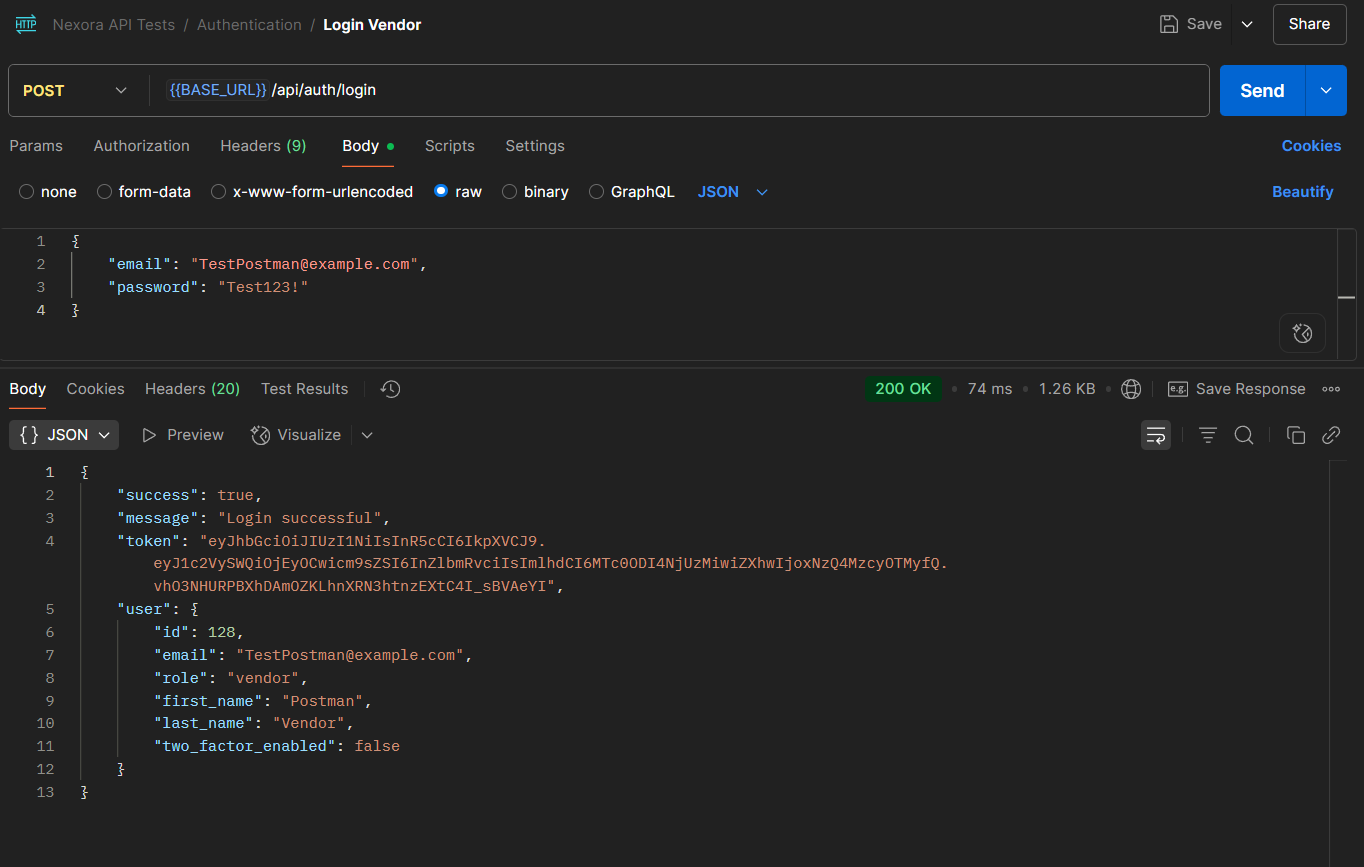 HTTP Nexora API Tests / Authentication / Login Vendor Save Share
POST {{BASE_URL}} /api/auth/login Send
Params Authorization Headers (9) Body Scripts Settings Cookies
none form-data x-www-form-urlencoded raw binary GraphQL JSON Beautify
1 {
2 "email": "TestPostman@example.com",
3 "password": "Test123!"
4 }
Body Cookies Headers (20) Test Results 200 OK • 74 ms • 1.26 KB • e.g. Save Response
{} JSON Preview Visualize
1 {
2 "success": true,
3 "message": "Login successful",
4 "token": "eyJhbGciOiJIUzI1NiIsInR5cCI6IkpXVCJ9.
eyJ1c2VySWQiOjEyOCwicm9sZSI6InZlbmRvciIsImlhdCI6MTc0ODI4NjUzMiwiZXhwIjoxNzQ4MzcyOTMyfQ.
vhO3NHURPBXhDAmOZKLhnXRN3htnzEXtC4I_sBVAeYI",
5 "user": {
6 "id": 128,
7 "email": "TestPostman@example.com",
8 "role": "vendor",
9 "first_name": "Postman",
10 "last_name": "Vendor",
11 "two_factor_enabled": false
12 }
13 }